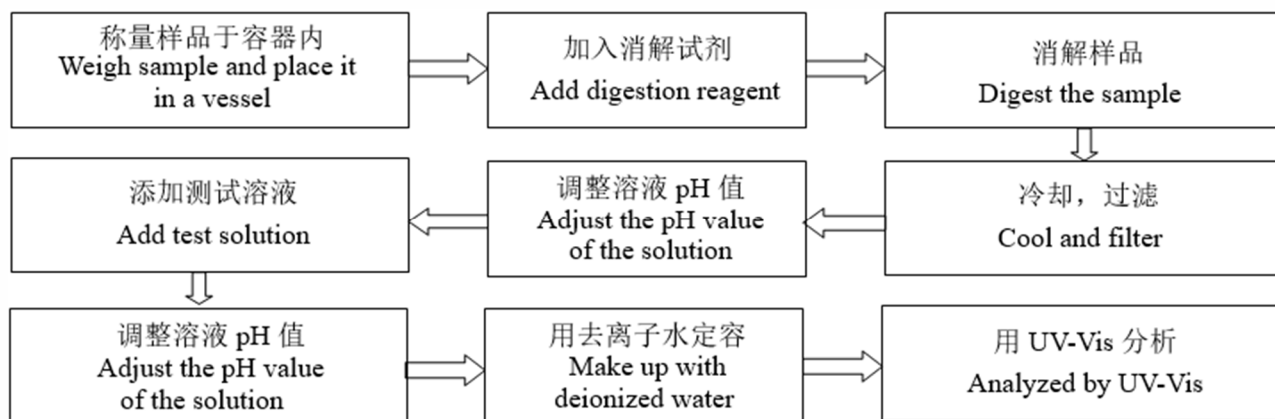 称量样品于容器内
Weigh sample and place it
in a vessel
加入消解试剂
Add digestion reagent
消解样品
Digest the sample
冷却，过滤
Cool and filter
调整溶液 pH 值
Adjust the pH value
of the solution
添加测试溶液
Add test solution
调整溶液 pH 值
Adjust the pH value
of the solution
用去离子水定容
Make up with
deionized water
用 UV-Vis 分析
Analyzed by UV-Vis